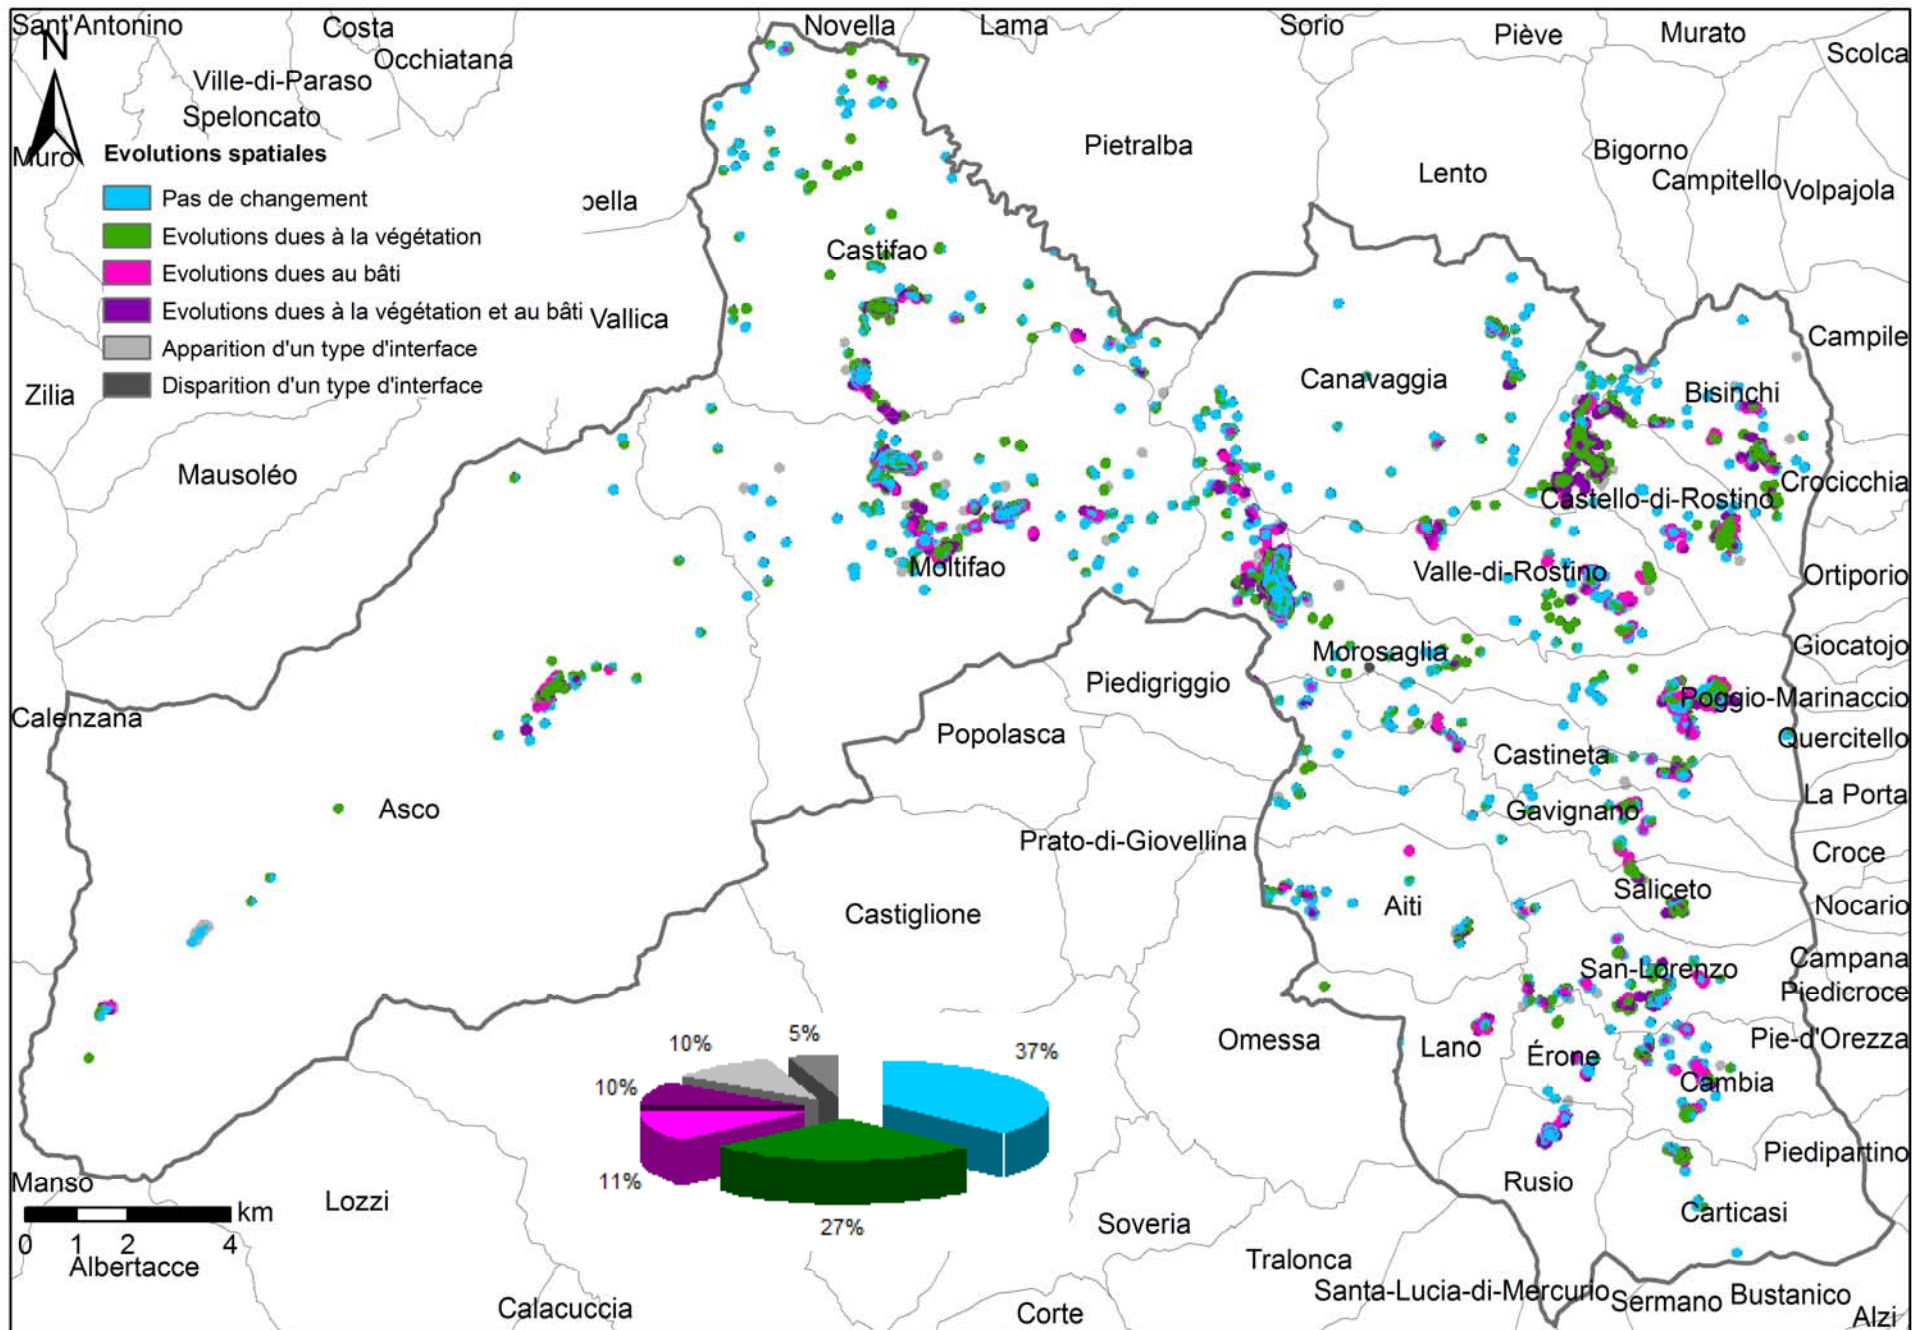 Sant'Antonino
Costa
Novella
Lama
Sorio
Piève
Murato
N
Occhiatana
Scolca
Ville-di-Paraso
Speloncato
Pietralba
Muro
Evolutions spatiales
Bigorno
Lento
Campitello
Volpajola
Pas de changement
Evolutions dues à la végétation
Evolutions dues au bâti
Evolutions dues à la végétation et au bâti
Apparition d'un type d'interface
Disparition d'un type d'interface
Castifao
Vallica
Campile
Canavaggia
Bisinchi
Zilia
Mausoléo
Crocicchia
Castello-di-Rostino
Moltifao
Valle-di-Rostino
Ortiporio
Giocatojo
Morosaglia
Piedigriggio
Poggio-Marinaccio
Calenzana
Popolasca
Quercitello
Castineta
La Porta
Asco
Gavignano
Prato-di-Giovellina
Croce
Saliceto
Castiglione
Aiti
Nocario
Campana
San-Lorenzo
Piedicroce
Omessa
Lano
Érone
Pie-d'Orezza
Cambia
10%
5%
37%
10%
11%
27%
Piedipartino
Manso
Lozzi
Rusio
Carticasi
km
0 1 2 4
Soveria
Albertacce
Tralonca
Santa-Lucia-di-Mercurio
Sermano
Bustanico
Calacuccia
Corte
Alzi